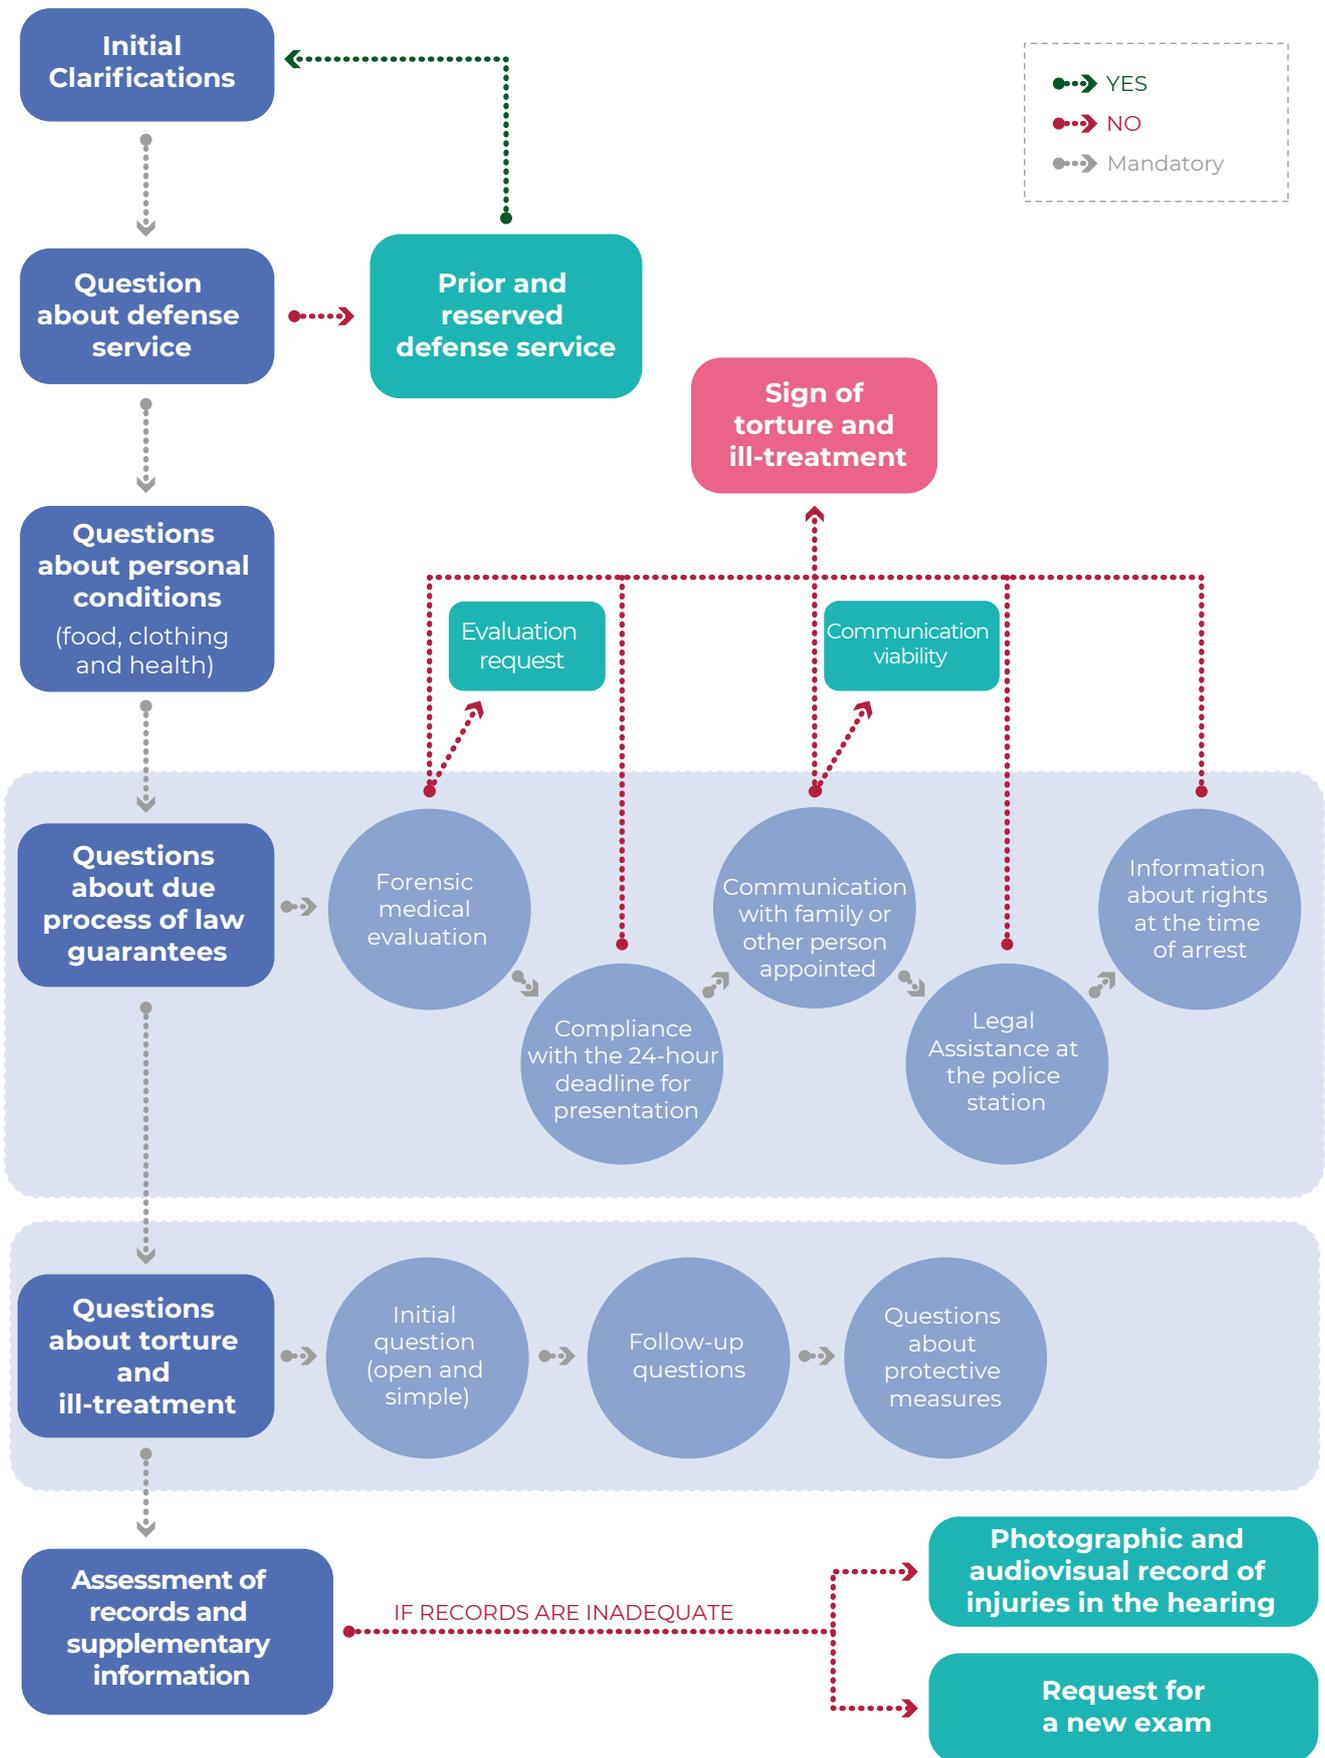 Initial
Clarifications
YES
NO
Mandatory
Question
about defense
service
Prior and
reserved
defense service
Sign of
torture and
ill-treatment
Questions
about personal
conditions
(food, clothing
and health)
Evaluation
request
Communication
viability
Questions
about due
process of law
guarantees
Forensic
medical
evaluation
Compliance
with the 24-hour
deadline for
presentation
Communication
with family or
other person
appointed
Legal
Assistance at
the police
station
Information
about rights
at the time
of arrest
Questions
about torture
and
ill-treatment
Initial
question
(open and
simple)
Follow-up
questions
Questions
about
protective
measures
Assessment of
records and
supplementary
information
IF RECORDS ARE INADEQUATE
Photographic and
audiovisual record of
injuries in the hearing
Request for
a new exam